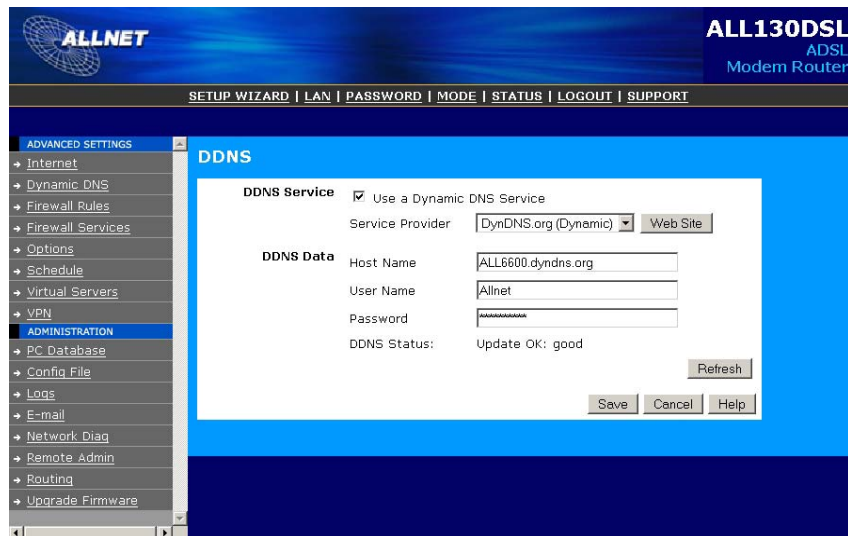 ALLNET
ALL130DSL
ADSL
Modem Router
SETUP WIZARD | LAN | PASSWORD | MODE | STATUS | LOGOUT | SUPPORT
ADVANCED SETTINGS
Internet
Dynamic DNS
Firewall Rules
Firewall Services
Options
Schedule
Virtual Servers
VPN
ADMINISTRATION
PC Database
Config File
Logs
E-mail
Network Diag
Remote Admin
Routing
Upgrade Firmware
DDNS
DDNS Service
Use a Dynamic DNS Service
Service Provider DynDNS.org (Dynamic) Web Site
DDNS Data
Host Name ALL6600.dyndns.org
User Name Allnet
Password **********
DDNS Status: Update OK: good
Refresh
Save Cancel Help